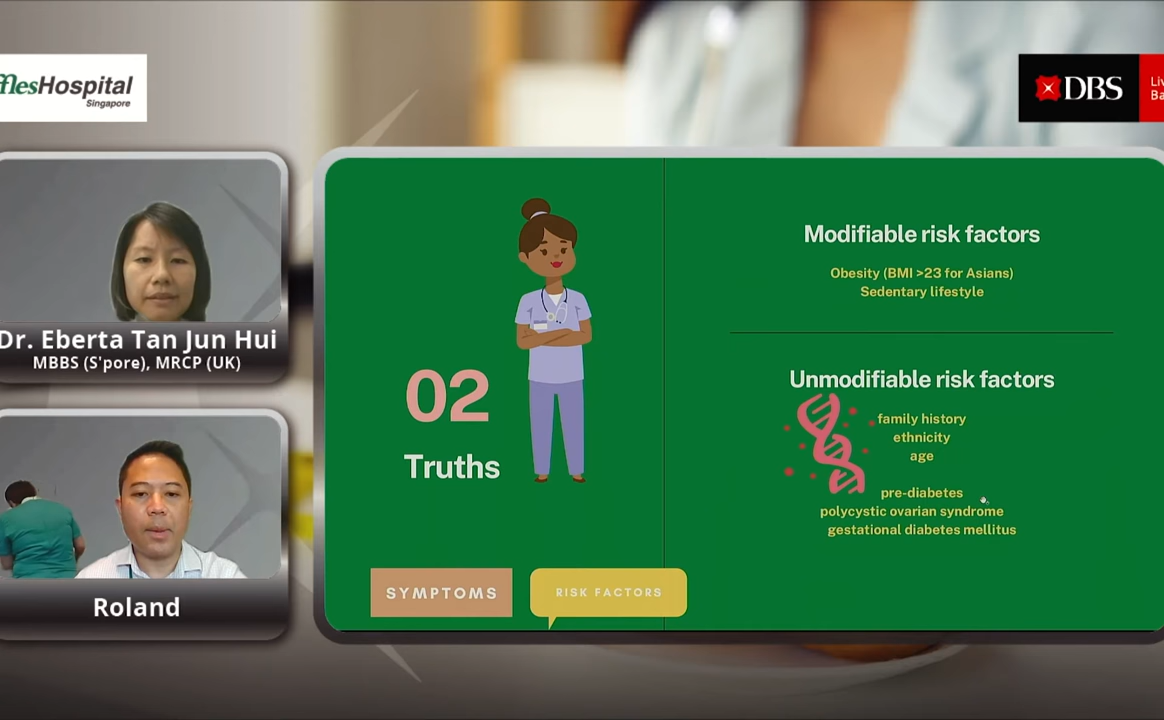 fflesHospital
Singapore
DBS
Dr. Eberta Tan Jun Hui
MBBS (S'pore), MRCP (UK)
Roland
02
Truths
SYMPTOMS
RISK FACTORS
Modifiable risk factors
Obesity (BMI >23 for Asians)
Sedentary lifestyle
Unmodifiable risk factors
family history
ethnicity
age
pre-diabetes
polycystic ovarian syndrome
gestational diabetes mellitus